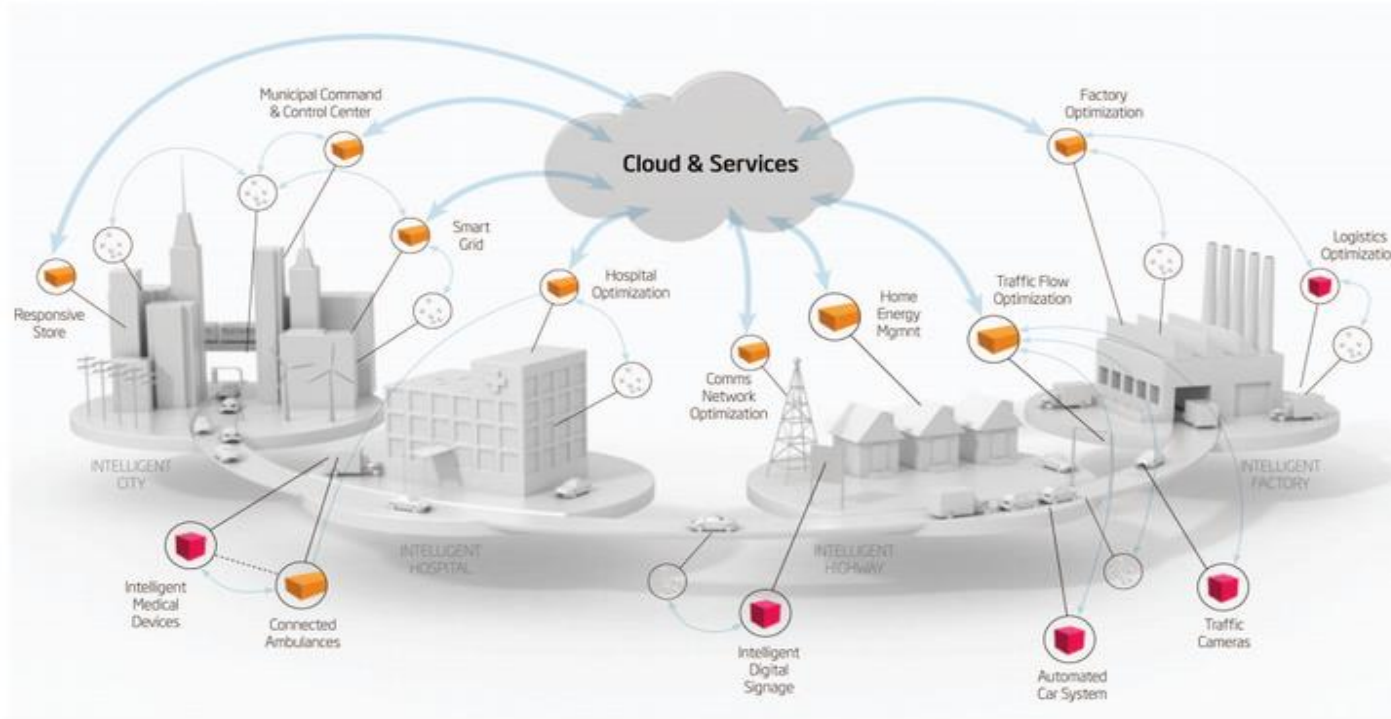 Municipal Command
& Control Center
Cloud & Services
Factory
Optimization
Smart
Grid
Logistics
Optimization
Hospital
Optimization
Home
Energy
Mgmnt
Traffic Flow
Optimization
Responsive
Store
Comms
Network
Optimization
INTELLIGENT
CITY
INTELLIGENT
FACTORY
INTELLIGENT
HOSPITAL
INTELLIGENT
HIGHWAY
Intelligent
Medical
Devices
Connected
Ambulances
Intelligent
Digital
Signage
Automated
Car System
Traffic
Cameras